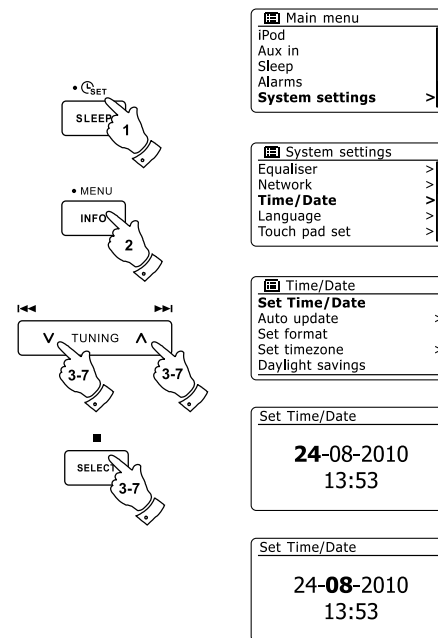 SET
SLEEP
1
MENU
INFO
2
TUNING
3-7
3-7
SELECT
3-7
Main menu
iPod
Aux in
Sleep
Alarms
System settings >
System settings
Equaliser >
Network >
Time/Date >
Language >
Touch pad set >
Time/Date
Set Time/Date
Auto update >
Set format
Set timezone >
Daylight savings
Set Time/Date
24-08-2010
13:53
Set Time/Date
24-08-2010
13:53